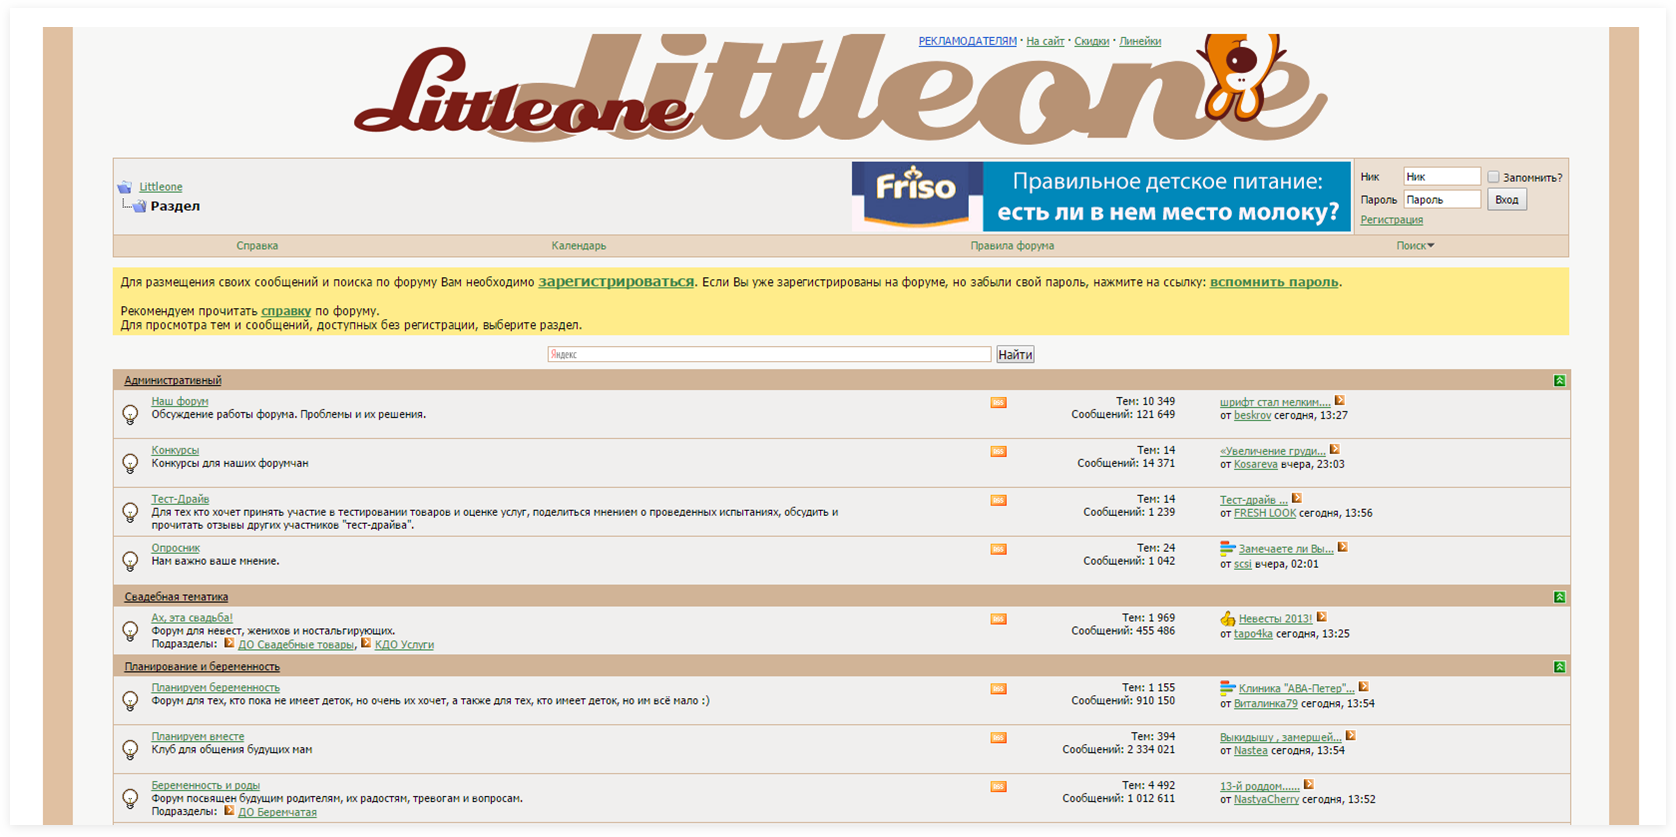 РЕКЛАМОДАТЕЛЯМ · На сайт · Скидки · Линейки
Littleone
Littleone
Littleone
Раздел
Friso
Правильное детское питание:
есть ли в нем место молоку?
Ник Ник Запомнить?
Пароль Пароль Вход
Регистрация
Справка Календарь Правила форума Поиск
Для размещения своих сообщений и поиска по форуму Вам необходимо зарегистрироваться. Если Вы уже зарегистрированы на форуме, но забыли свой пароль, нажмите на ссылку: вспомнить пароль.
Рекомендуем прочитать справку по форуму.
Для просмотра тем и сообщений, доступных без регистрации, выберите раздел.
Яндекс Найти
Административный
Наш форум
Обсуждение работы форума. Проблемы и их решения.
RSS
Тем: 10 349
Сообщений: 121 649
шрифт стал мелким....
от beskrov сегодня, 13:27
Конкурсы
Конкурсы для наших форумчан
RSS
Тем: 14
Сообщений: 14 371
«Увеличение груди...
от Kosareva вчера, 23:03
Тест-Драйв
Для тех кто хочет принять участие в тестировании товаров и оценке услуг, поделиться мнением о проведенных испытаниях, обсудить и
прочитать отзывы других участников "тест-драйва".
RSS
Тем: 14
Сообщений: 1 239
Тест-драйв ...
от FRESH LOOK сегодня, 13:56
Опросник
Нам важно ваше мнение.
RSS
Тем: 24
Сообщений: 1 042
Замечаете ли Вы...
от scsi вчера, 02:01
Свадебная тематика
Ах, эта свадьба!
Форум для невест, женихов и ностальгирующих.
Подразделы: ДО Свадебные товары, КДО Услуги
RSS
Тем: 1 969
Сообщений: 455 486
Невесты 2013!
от tapo4ka сегодня, 13:25
Планирование и беременность
Планируем беременность
Форум для тех, кто пока не имеет деток, но очень их хочет, а также для тех, кто имеет деток, но им всё мало :)
RSS
Тем: 1 155
Сообщений: 910 150
Клиника "АВА-Петер"...
от Виталинка79 сегодня, 13:54
Планируем вместе
Клуб для общения будущих мам
RSS
Тем: 394
Сообщений: 2 334 021
Выкидышу , замершей...
от Nastea сегодня, 13:54
Беременность и роды
Форум посвящен будущим родителям, их радостям, тревогам и вопросам.
Подразделы: ДО Беремчатая
RSS
Тем: 4 492
Сообщений: 1 012 611
13-й роддом......
от NastyaCherry сегодня, 13:52